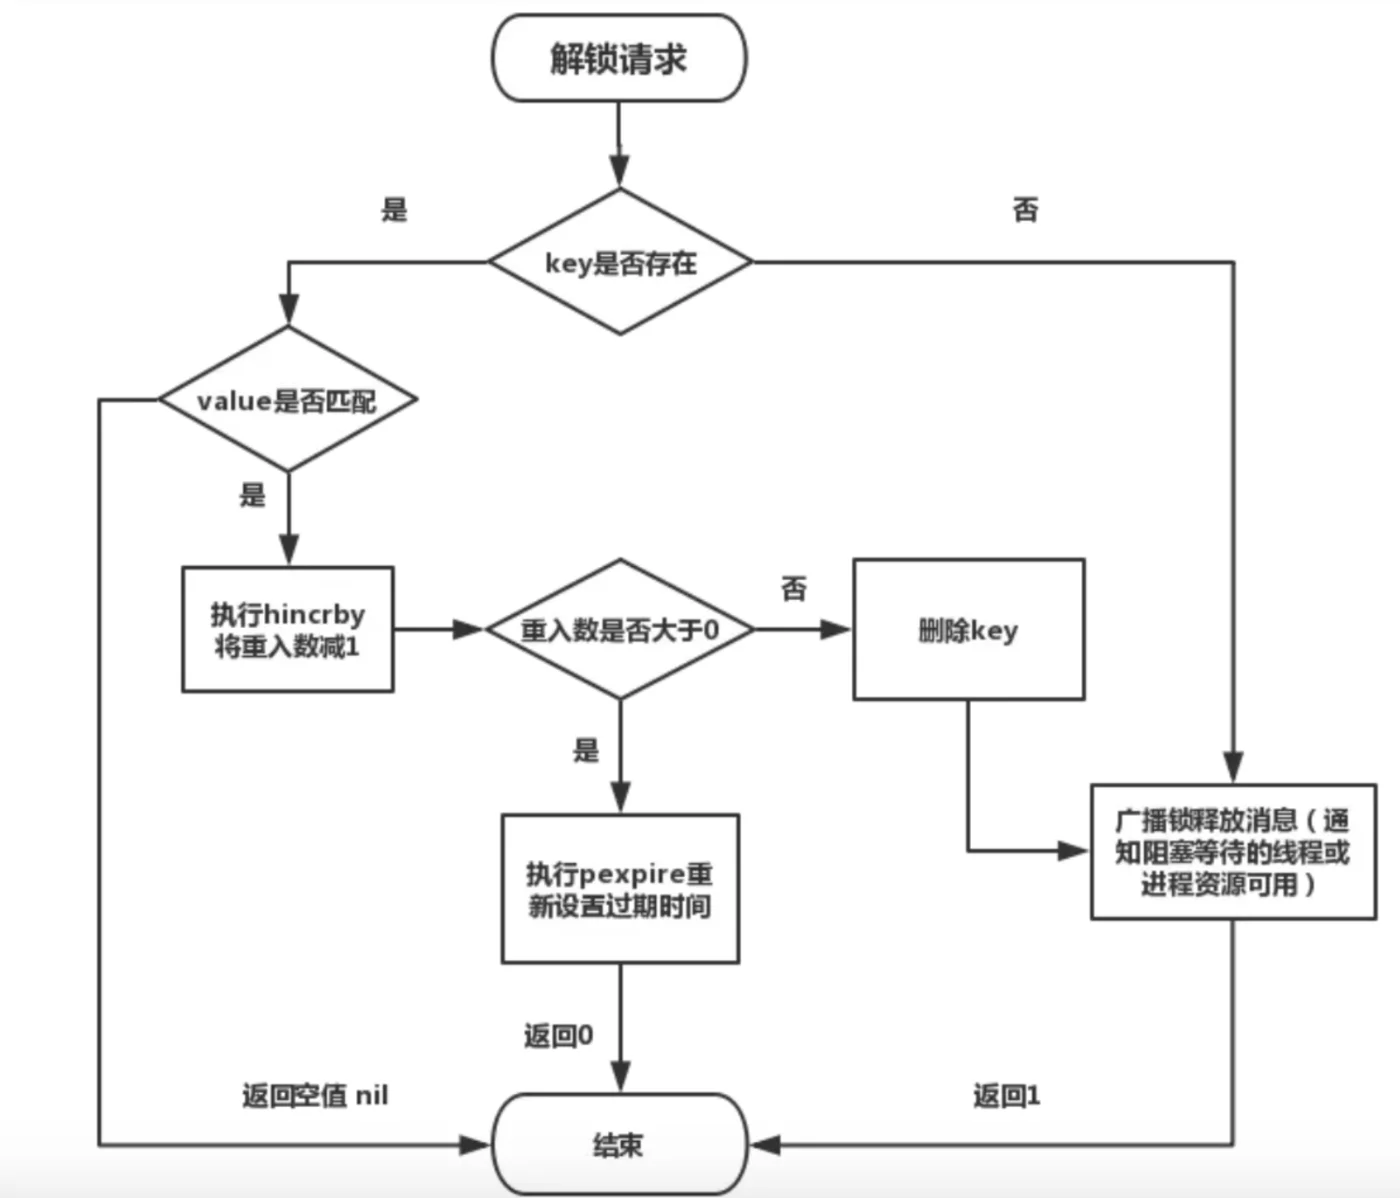 解锁请求
是
否
key是否存在
value是否匹配
是
执行hincrby
将重入数减1
重入数是否大于0
否
删除key
是
执行pexpire重
新设置过期时间
广播锁释放消息（通
知阻塞等待的线程或
进程资源可用）
返回0
返回空值 nil
返回1
结束